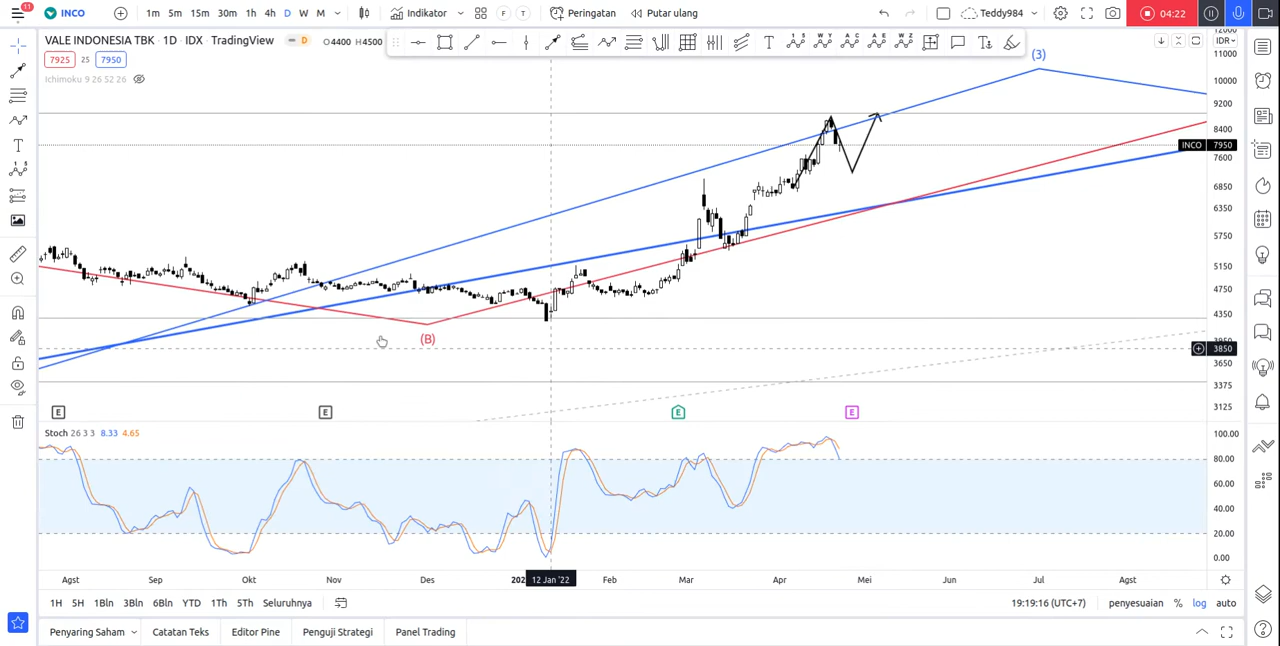 11
INCO
1m 5m 15m 30m 1h 4h D W M
Indikator
F T
Peringatan
Putar ulang
Teddy984
04:22
VALE INDONESIA TBK · 1D · IDX · TradingView
D
O4400 H4500
7925 25 7950
Ichimoku 9 26 52 26
IDR
11000
10000
9200
8400
INCO 7950
7600
6850
6350
5750
5150
4750
4350
3850
3650
3375
3125
(3)
(B)
E E E E
Stoch 26 3 3 8.33 4.65
100.00
80.00
60.00
40.00
20.00
0.00
Agst Sep Okt Nov Des 202 12 Jan '22 Feb Mar Apr Mei Jun Jul Agst
1H 5H 1Bln 3Bln 6Bln YTD 1Th 5Th Seluruhnya
19:19:16 (UTC+7) penyesuaian % log auto
Penyaring Saham Catatan Teks Editor Pine Penguji Strategi Panel Trading